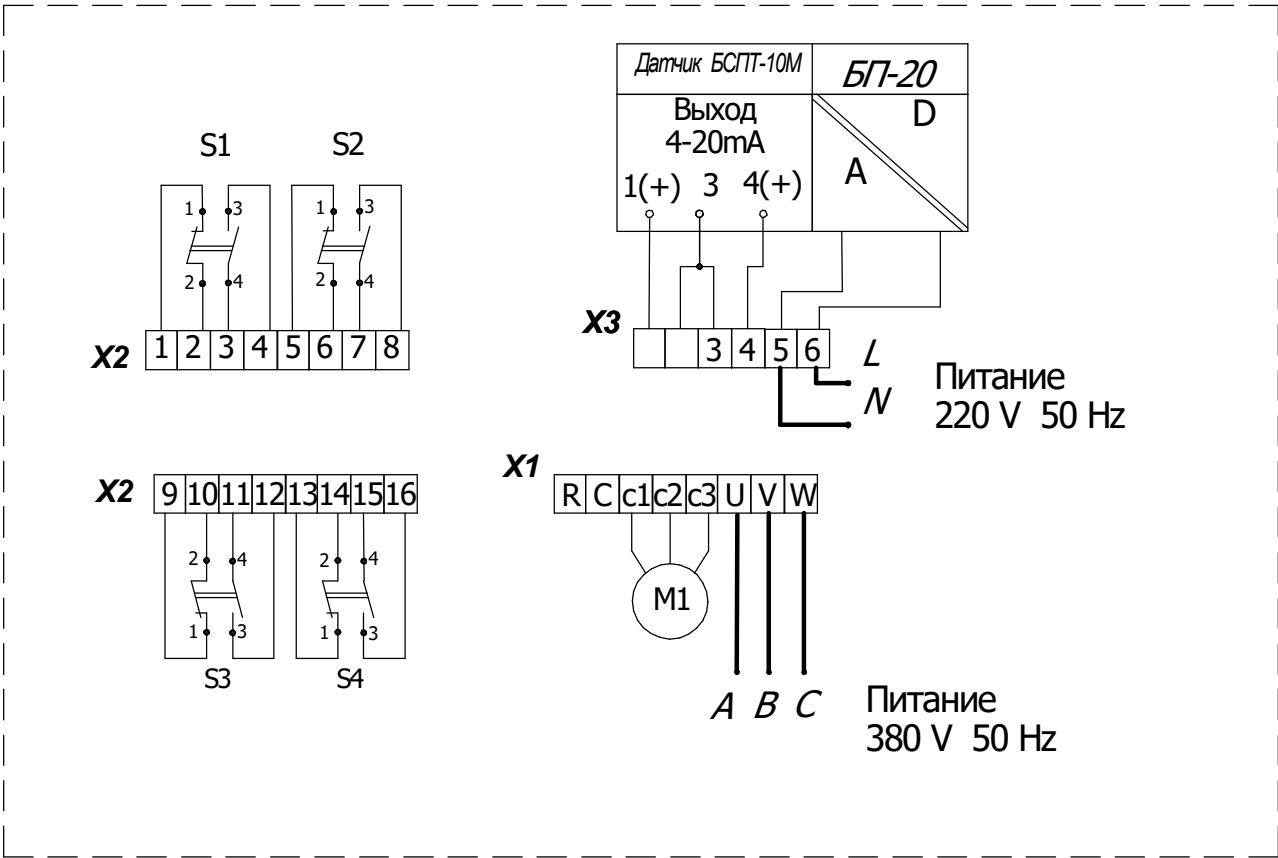 S1 S2
1 3 1 3
2 4 2 4
X2 1 2 3 4 5 6 7 8
Датчик БСПТ-10М БП-20
Выход
4-20mA
1(+) 3 4(+)
A D
X3 3 4 5 6
L
N
Питание
220 V 50 Hz
X2 9 10 11 12 13 14 15 16
2 4 2 4
1 3 1 3
S3 S4
X1 R C c1 c2 c3 U V W
M1
A B C
Питание
380 V 50 Hz